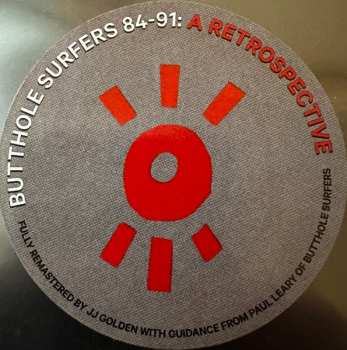 BUTTHOLE SURFERS 84-91: A RETROSPECTIVE
FULLY REMASTERED BY JJ GOLDEN WITH GUIDANCE FROM PAUL LEARY OF BUTTHOLE SURFERS